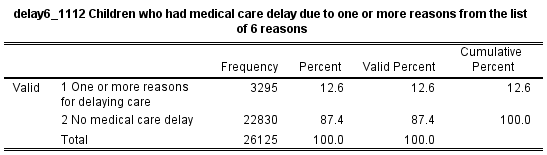 delay6_1112 Children who had medical care delay due to one or more reasons from the list
of 6 reasons
Frequency Percent Valid Percent Cumulative Percent
Valid 1 One or more reasons for delaying care 3295 12.6 12.6 12.6
2 No medical care delay 22830 87.4 87.4 100.0
Total 26125 100.0 100.0